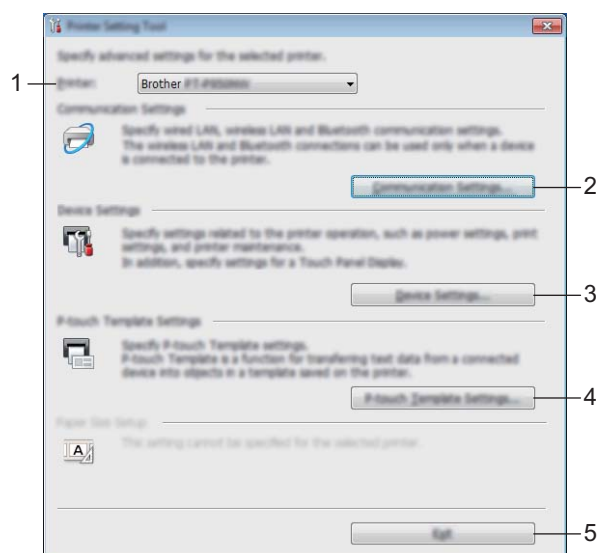 Printer Setting Tool
Specify advanced settings for the selected printer.
1 Printer: Brother
Communication Settings
Specify wired LAN, wireless LAN and Bluetooth communication settings.
The wireless LAN and Bluetooth connections can be used only when a device
is connected to the printer.
Communication Settings... 2
Device Settings
Specify settings related to the printer operation, such as power settings, print
settings, and printer maintenance.
In addition, specify settings for a Touch Panel Display.
Device Settings... 3
P-touch Template Settings
Specify P-touch Template settings.
P-touch Template is a function for transferring text data from a connected
device into objects in a template saved on the printer.
P-touch Template Settings... 4
Paper Size Setup
A
This setting cannot be specified for the selected printer.
Exit 5